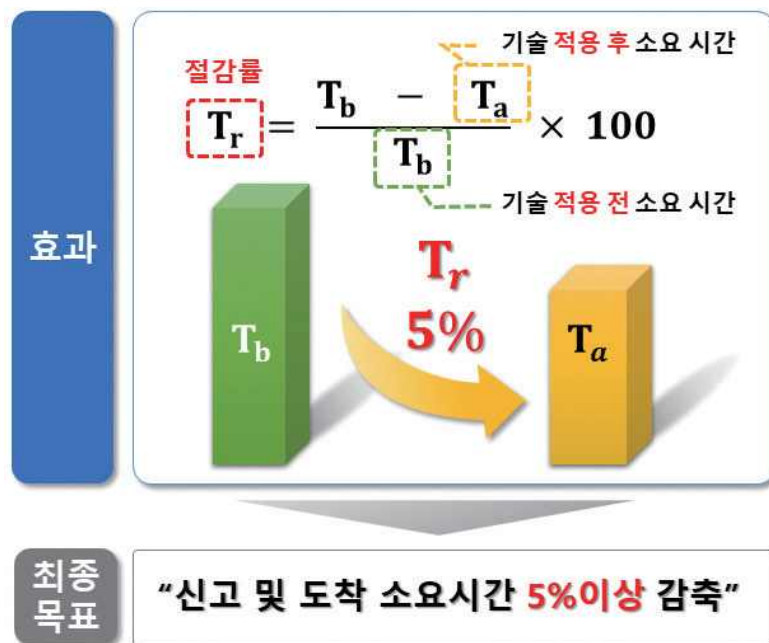 기술 적용 후 소요 시간
절감률
Tr = Tb - Ta / Tb × 100
기술 적용 전 소요 시간
효과
Tr
5%
Tb
Ta
최종
목표
“신고 및 도착 소요시간 5%이상 감축”